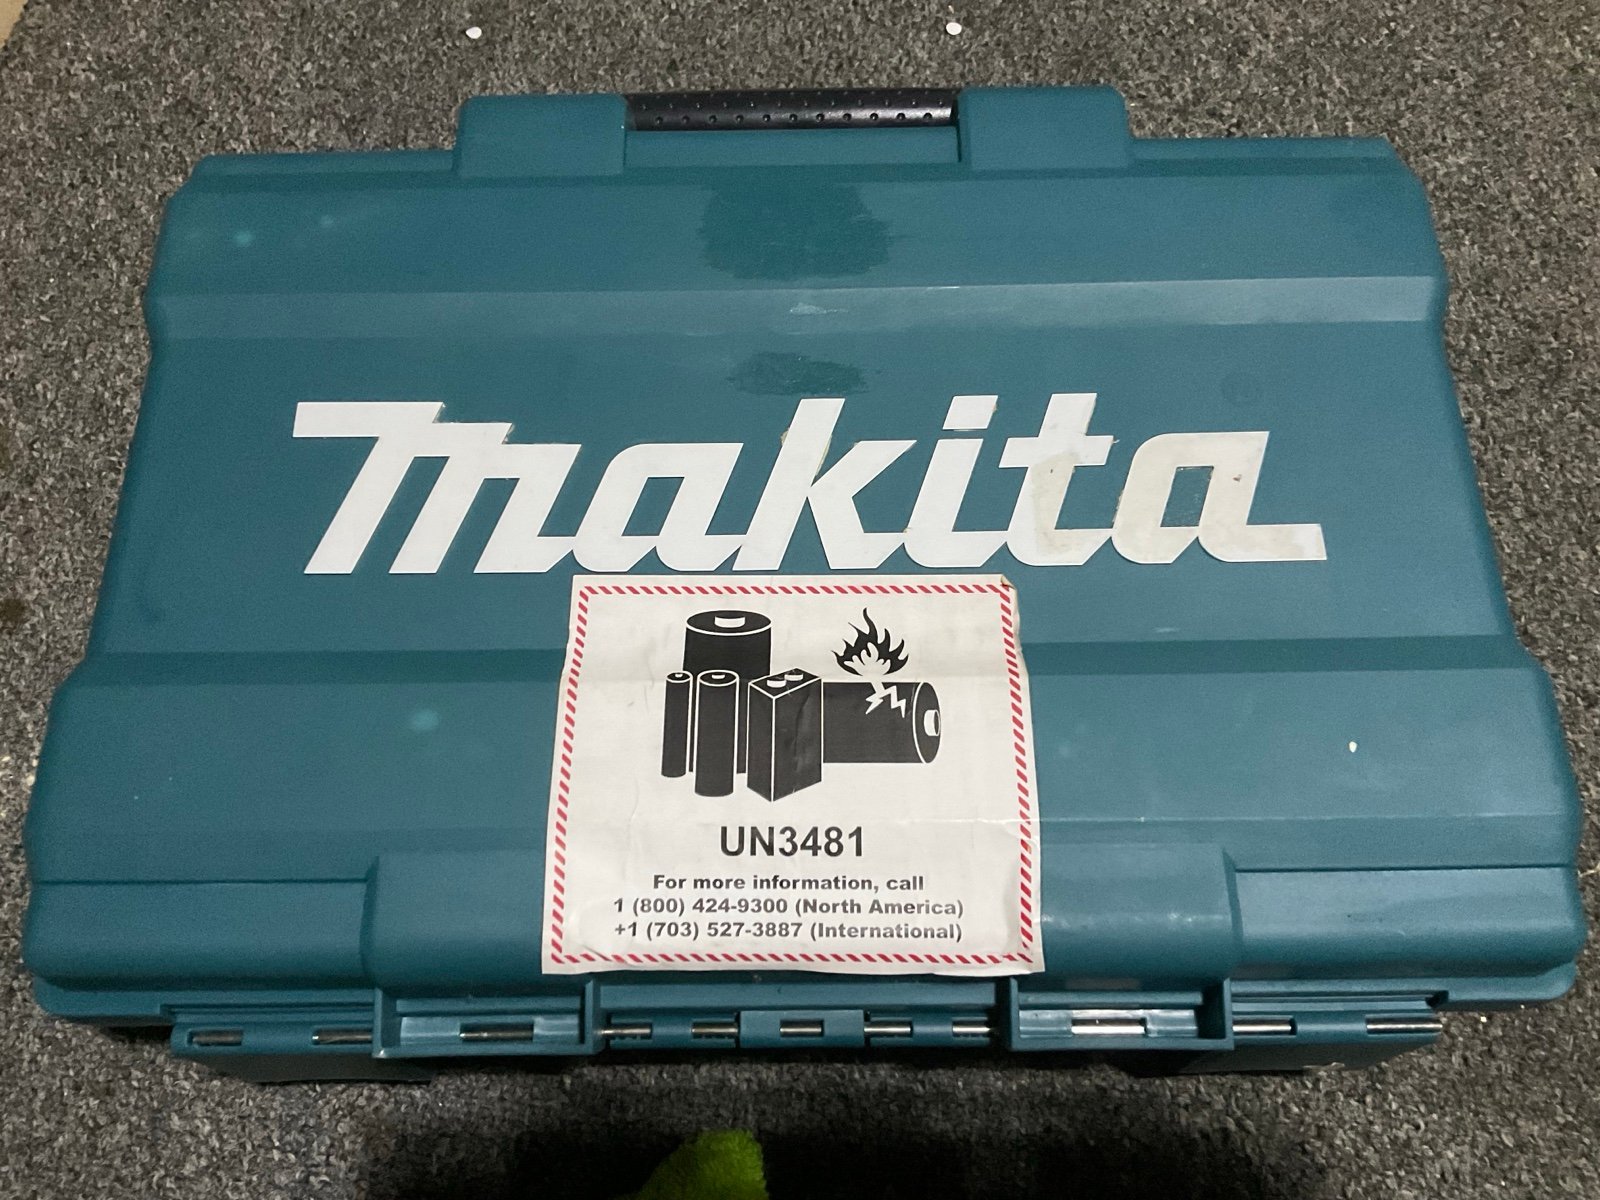 makita
UN3481
For more information, call
1 (800) 424-9300 (North America)
+1 (703) 527-3887 (International)